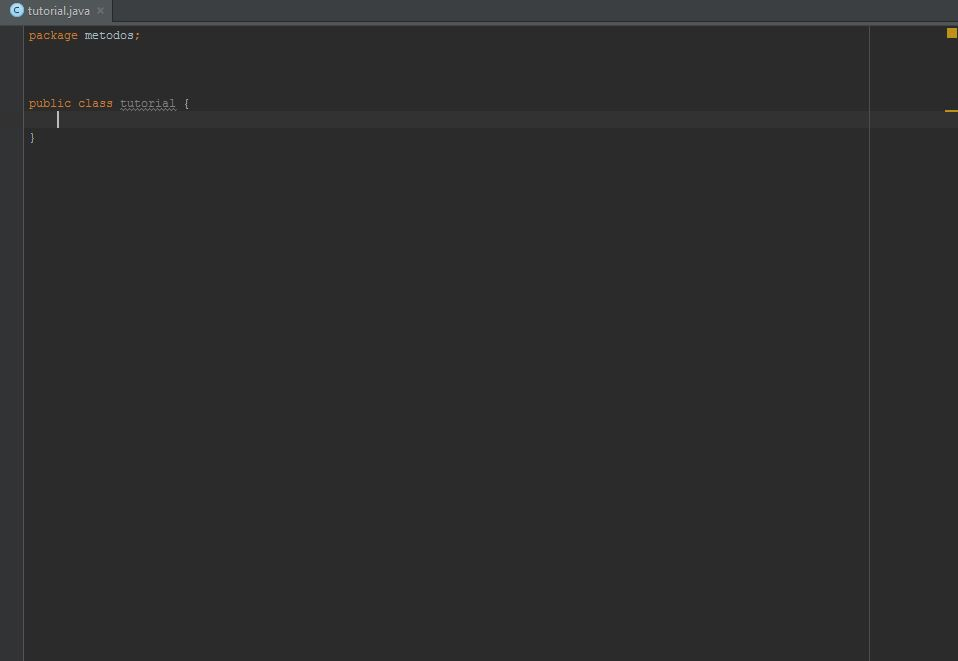 C tutorial.java ×
package metodos;
public class tutorial {
}